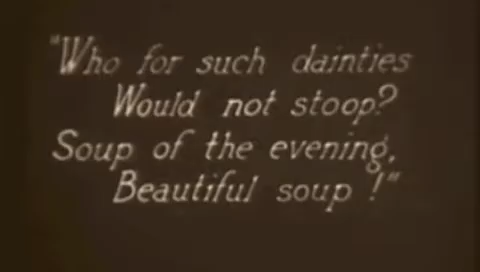 "Who for such dainties
Would not stoop?
Soup of the evening,
Beautiful soup !"